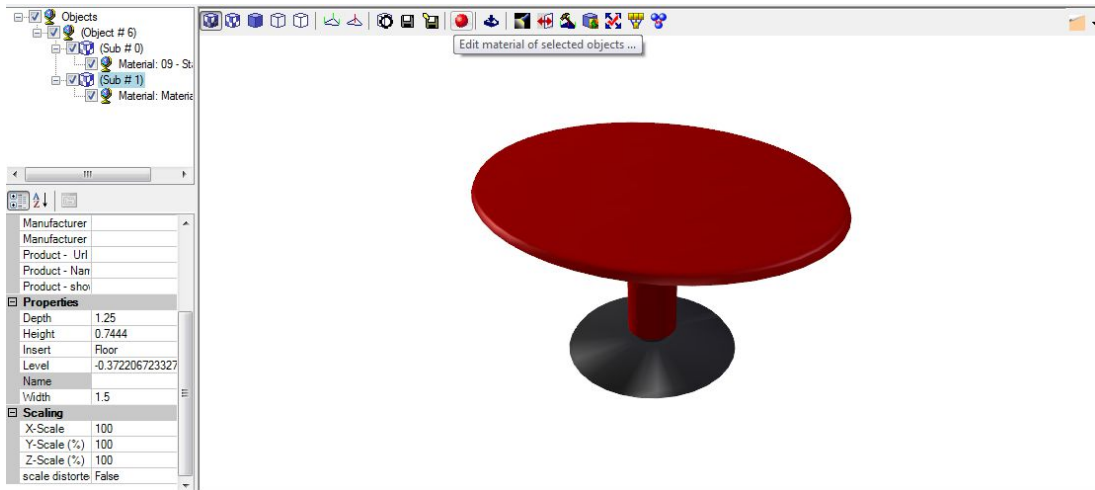 Objects
(Object # 6)
(Sub # 0)
Material: 09 - Sta
(Sub # 1)
Material: Materia
Edit material of selected objects ...
Manufacturer
Manufacturer
Product - Url
Product - Nam
Product - show
Properties
Depth 1.25
Height 0.7444
Insert Floor
Level -0.372206723327
Name
Width 1.5
Scaling
X-Scale 100
Y-Scale (%) 100
Z-Scale (%) 100
scale distorte False